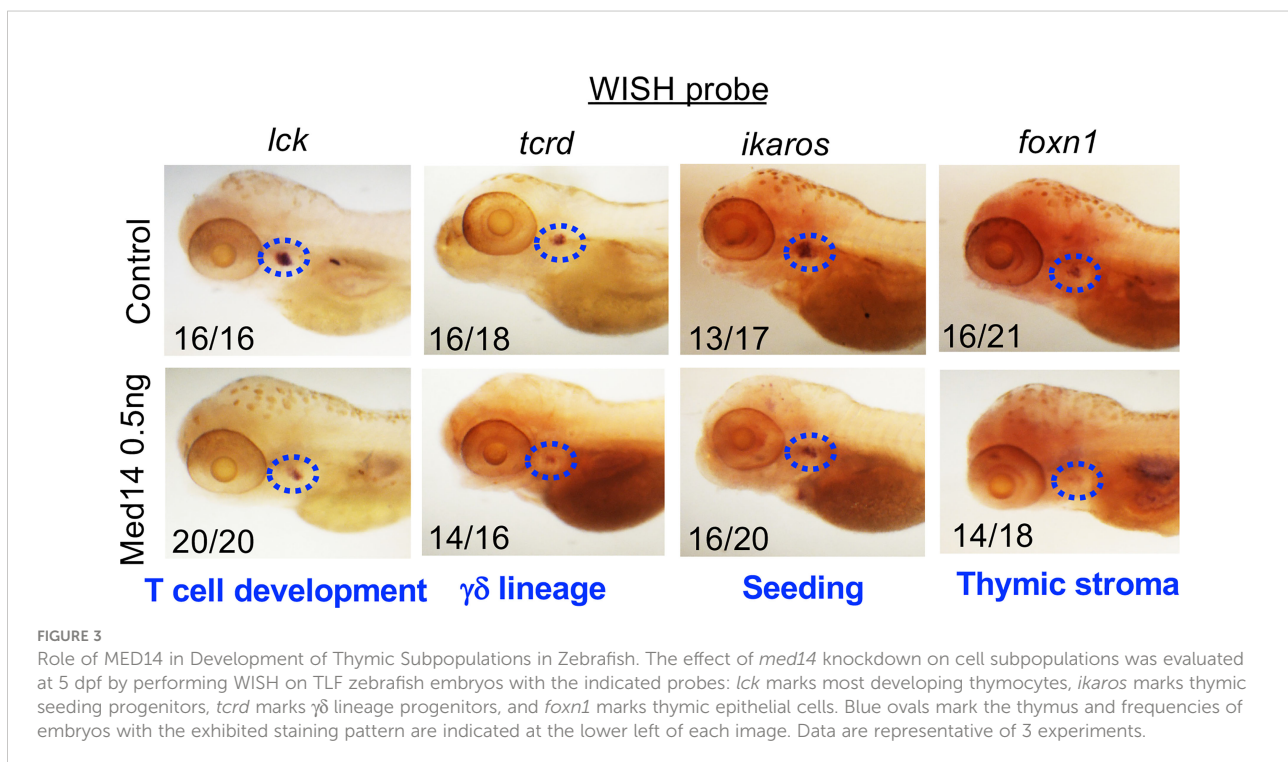 WISH probe
lck tcrd ikaros foxn1
Control
16/16 16/18 13/17 16/21
Med14 0.5ng
20/20 14/16 16/20 14/18
T cell development γδ lineage Seeding Thymic stroma
FIGURE 3
Role of MED14 in Development of Thymic Subpopulations in Zebrafish. The effect of med14 knockdown on cell subpopulations was evaluated
at 5 dpf by performing WISH on TLF zebrafish embryos with the indicated probes: lck marks most developing thymocytes, ikaros marks thymic
seeding progenitors, tcrd marks γδ lineage progenitors, and foxn1 marks thymic epithelial cells. Blue ovals mark the thymus and frequencies of
embryos with the exhibited staining pattern are indicated at the lower left of each image. Data are representative of 3 experiments.